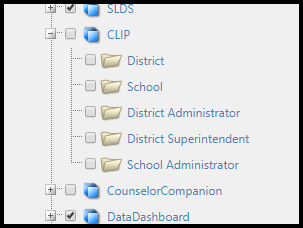 SLDS
CLIP
District
School
District Administrator
District Superintendent
School Administrator
CounselorCompanion
DataDashboard